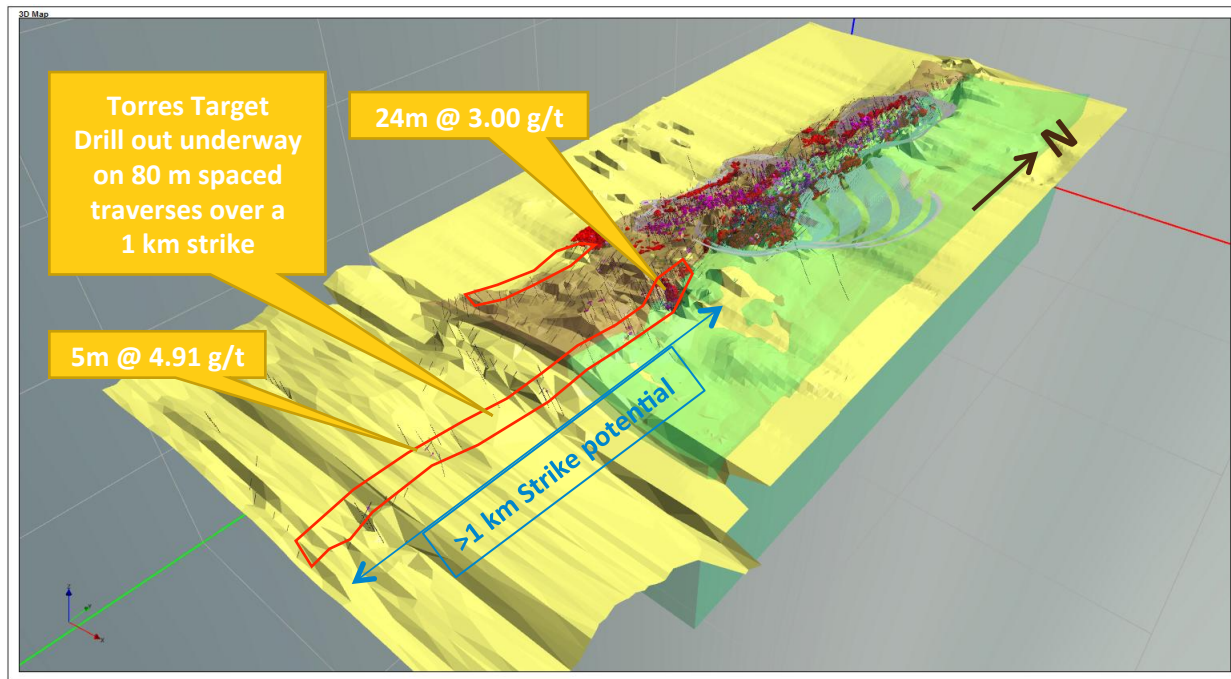 3D Map
Torres Target
Drill out underway
on 80 m spaced
traverses over a
1 km strike
24m @ 3.00 g/t
N
5m @ 4.91 g/t
>1 km Strike potential